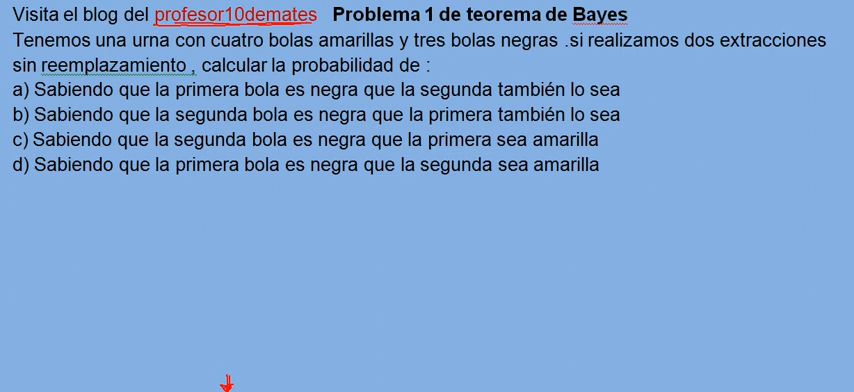 Visita el blog del profesor10demates Problema 1 de teorema de Bayes
Tenemos una urna con cuatro bolas amarillas y tres bolas negras .si realizamos dos extracciones
sin reemplazamiento , calcular la probabilidad de :
a) Sabiendo que la primera bola es negra que la segunda también lo sea
b) Sabiendo que la segunda bola es negra que la primera también lo sea
c) Sabiendo que la segunda bola es negra que la primera sea amarilla
d) Sabiendo que la primera bola es negra que la segunda sea amarilla